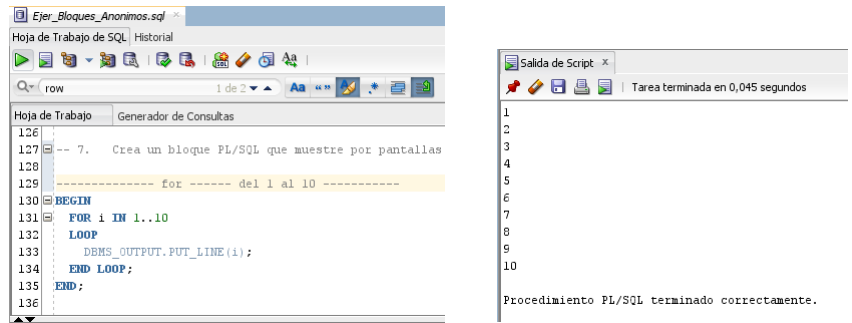 Ejer_Bloques_Anonimos.sql
Hoja de Trabajo de SQL Historial
row 1 de 2 Aa “”
Hoja de Trabajo Generador de Consultas
126
127 -- 7. Crea un bloque PL/SQL que muestre por pantallas
128
129 -------------- for ------ del 1 al 10 -----------
130 BEGIN
131 FOR i IN 1..10
132 LOOP
133 DBMS_OUTPUT.PUT_LINE(i);
134 END LOOP;
135 END;
136
Salida de Script x
Tarea terminada en 0,045 segundos
1
2
3
4
5
6
7
8
9
10
Procedimiento PL/SQL terminado correctamente.